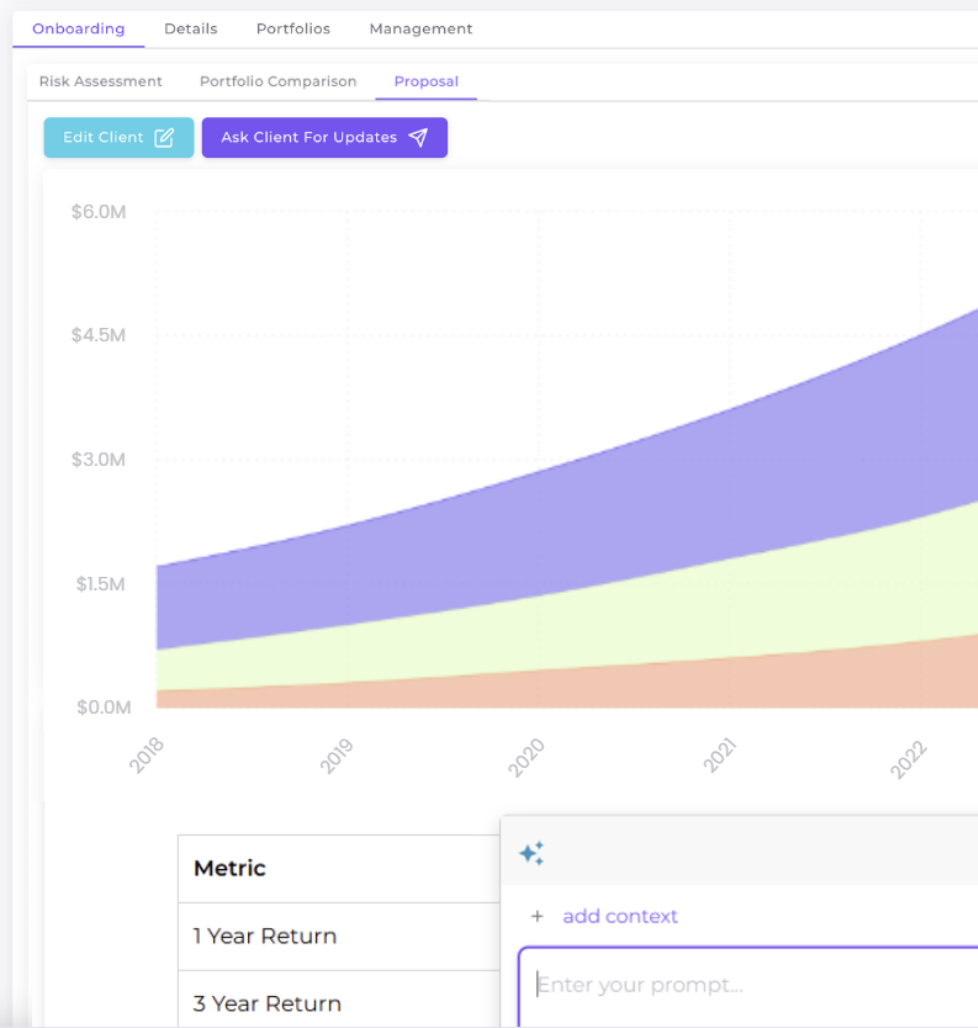 Onboarding Details Portfolios Management
Risk Assessment Portfolio Comparison Proposal
Edit Client Ask Client For Updates
$6.0M
$4.5M
$3.0M
$1.5M
$0.0M
2018 2019 2020 2021 2022
Metric
1 Year Return
3 Year Return
+ add context
Enter your prompt...